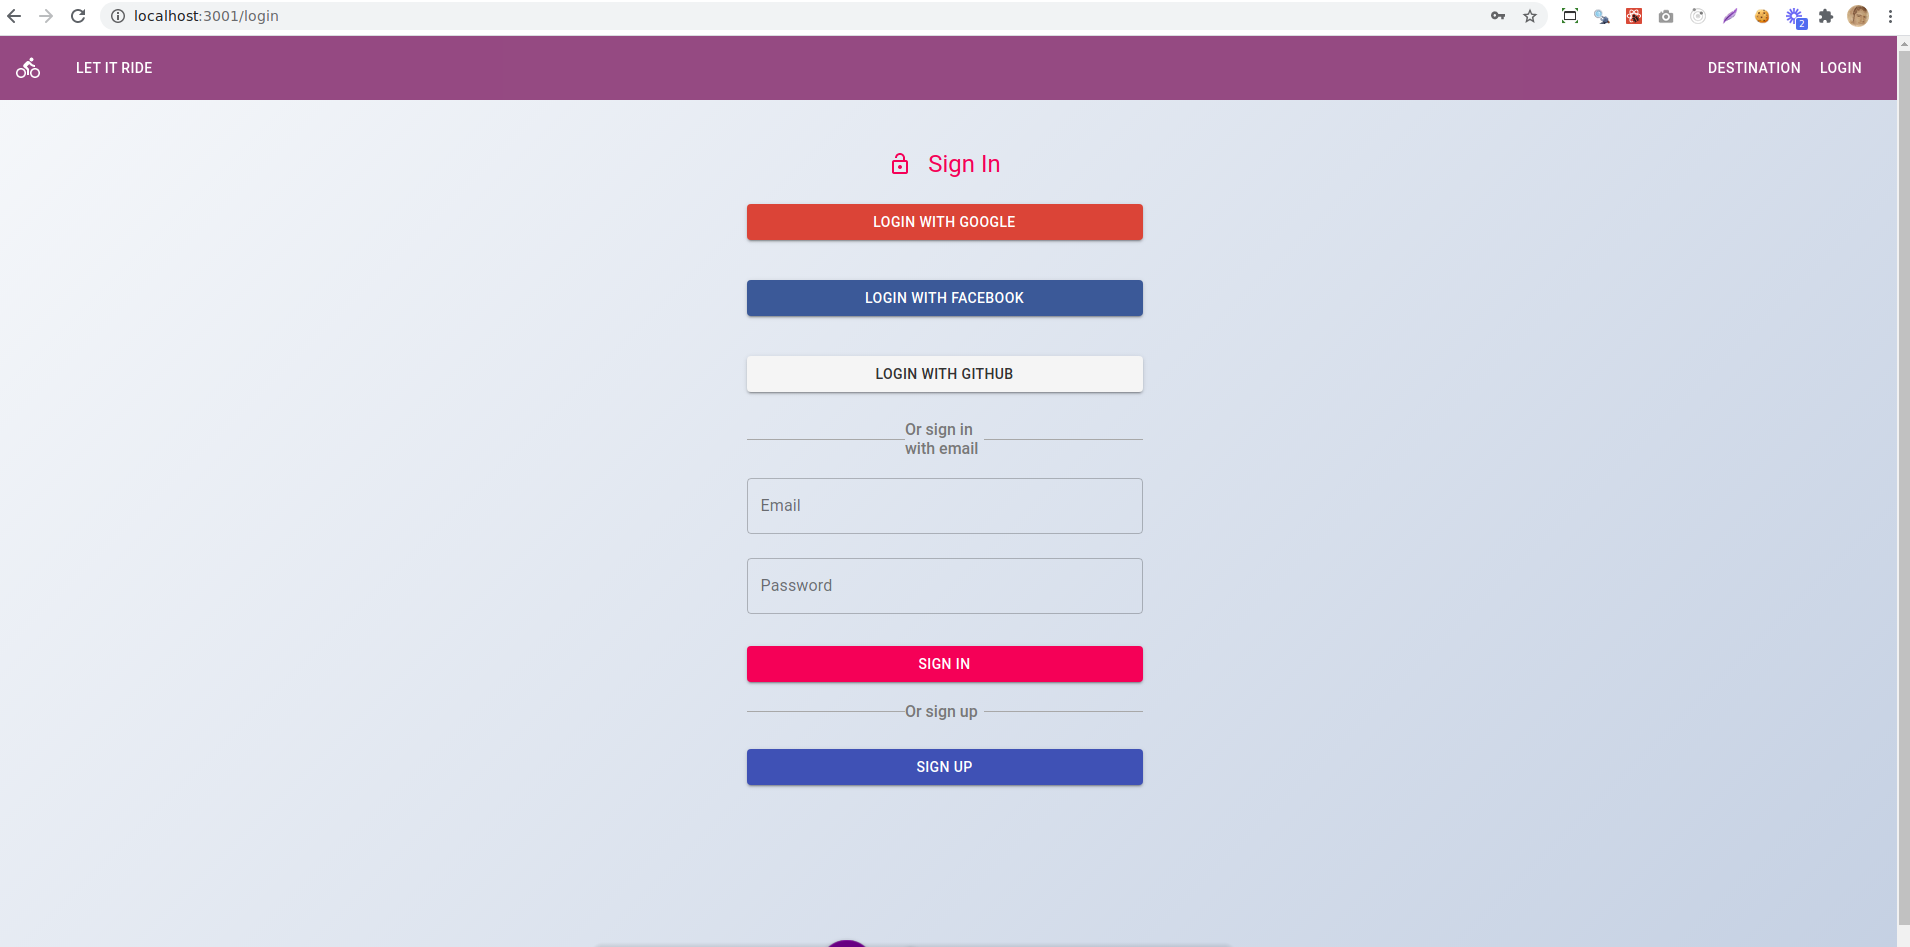 localhost:3001/login
2
LET IT RIDE
DESTINATION LOGIN
Sign In
LOGIN WITH GOOGLE
LOGIN WITH FACEBOOK
LOGIN WITH GITHUB
Or sign in
with email
Email
Password
SIGN IN
Or sign up
SIGN UP